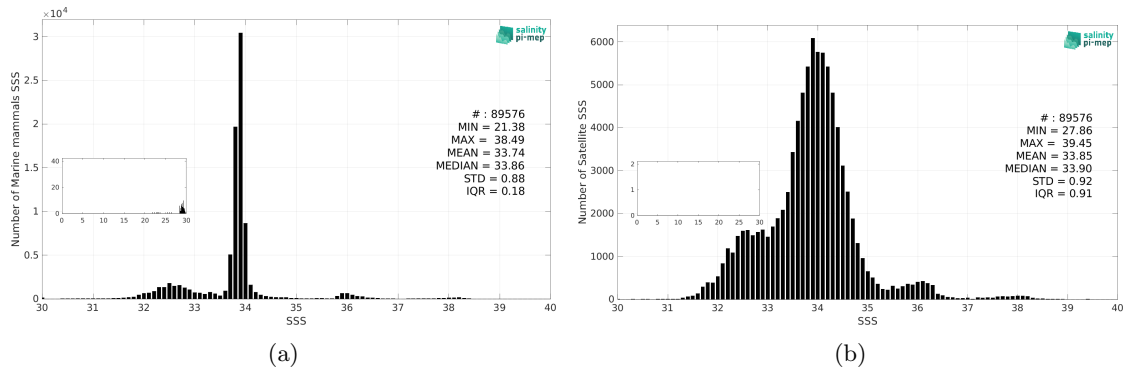 ×10⁴
3
2.5
2
1.5
1
0.5
0
Number of Marine mammals SSS
salinity
pi-mep
# : 89576
MIN = 21.38
MAX = 38.49
MEAN = 33.74
MEDIAN = 33.86
STD = 0.88
IQR = 0.18
40
20
0
0 5 10 15 20 25 30
30 31 32 33 34 35 36 37 38 39 40
SSS
(a)
6000
5000
4000
3000
2000
1000
0
Number of Satellite SSS
salinity
pi-mep
# : 89576
MIN = 27.86
MAX = 39.45
MEAN = 33.85
MEDIAN = 33.90
STD = 0.92
IQR = 0.91
2
1
0
0 5 10 15 20 25 30
30 31 32 33 34 35 36 37 38 39 40
SSS
(b)